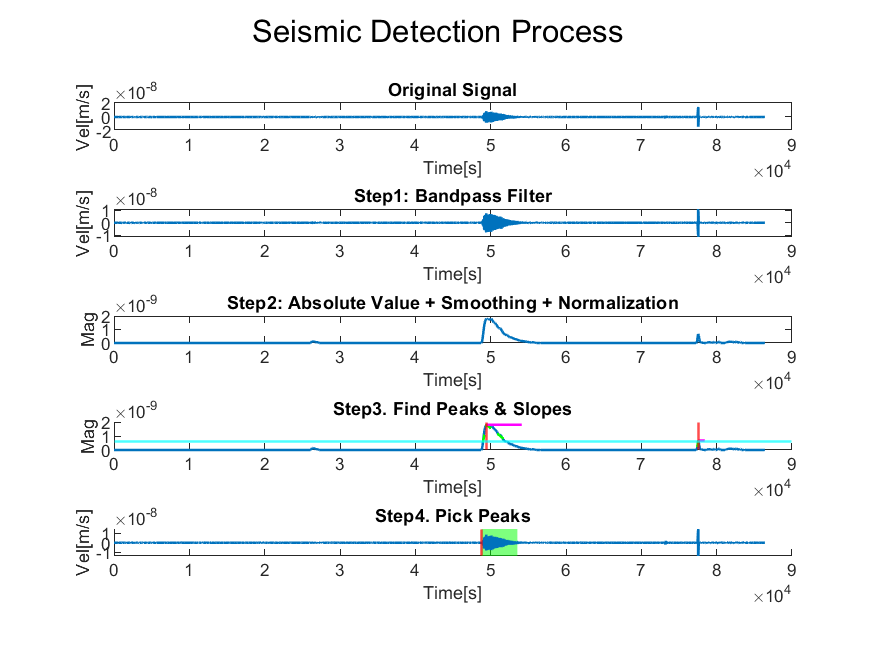 Seismic Detection Process
Original Signal
×10-8
Vel[m/s]
2
0
-2
0 1 2 3 4 5 6 7 8 9
Time[s]
×104
Step1: Bandpass Filter
×10-8
Vel[m/s]
1
0
-1
0 1 2 3 4 5 6 7 8 9
Time[s]
×104
Step2: Absolute Value + Smoothing + Normalization
×10-9
Mag
2
1
0
0 1 2 3 4 5 6 7 8 9
Time[s]
×104
Step3. Find Peaks & Slopes
×10-9
Mag
2
1
0
0 1 2 3 4 5 6 7 8 9
Time[s]
×104
Step4. Pick Peaks
×10-8
Vel[m/s]
1
0
-1
0 1 2 3 4 5 6 7 8 9
Time[s]
×104